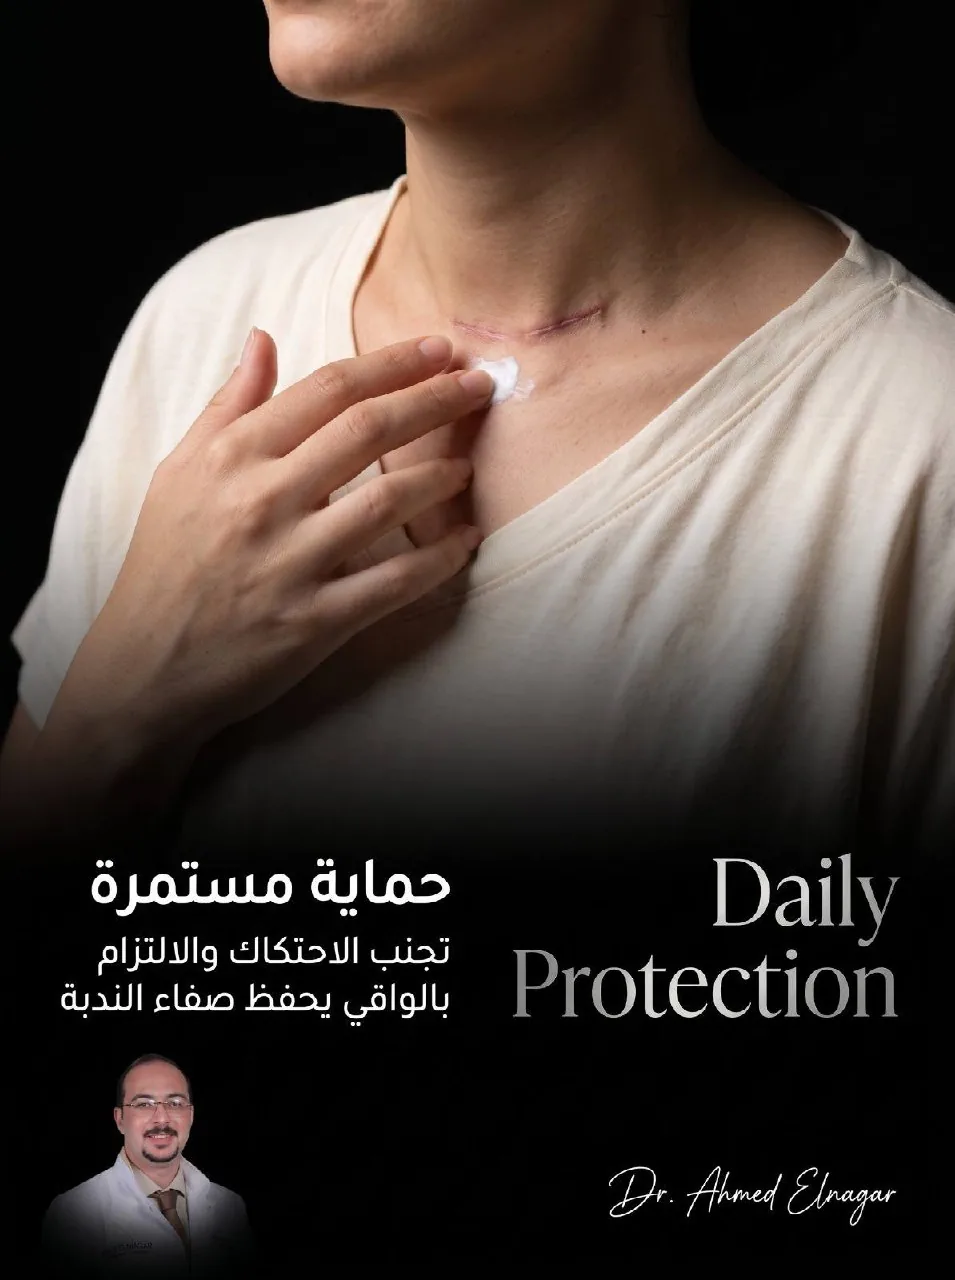 حماية مستمرة
تجنب الاحتكاك والالتزام
بالواقي يحفظ صفاء الندبة
Daily
Protection
Dr. Ahmed Elnagar